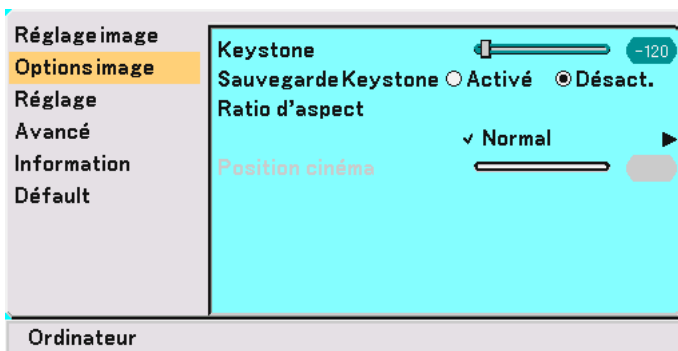 Réglage image
Options image
Réglage
Avancé
Information
Défaut
Keystone -120
Sauvegarde Keystone Activé Désact.
Ratio d'aspect
Normal
Position cinéma
Ordinateur